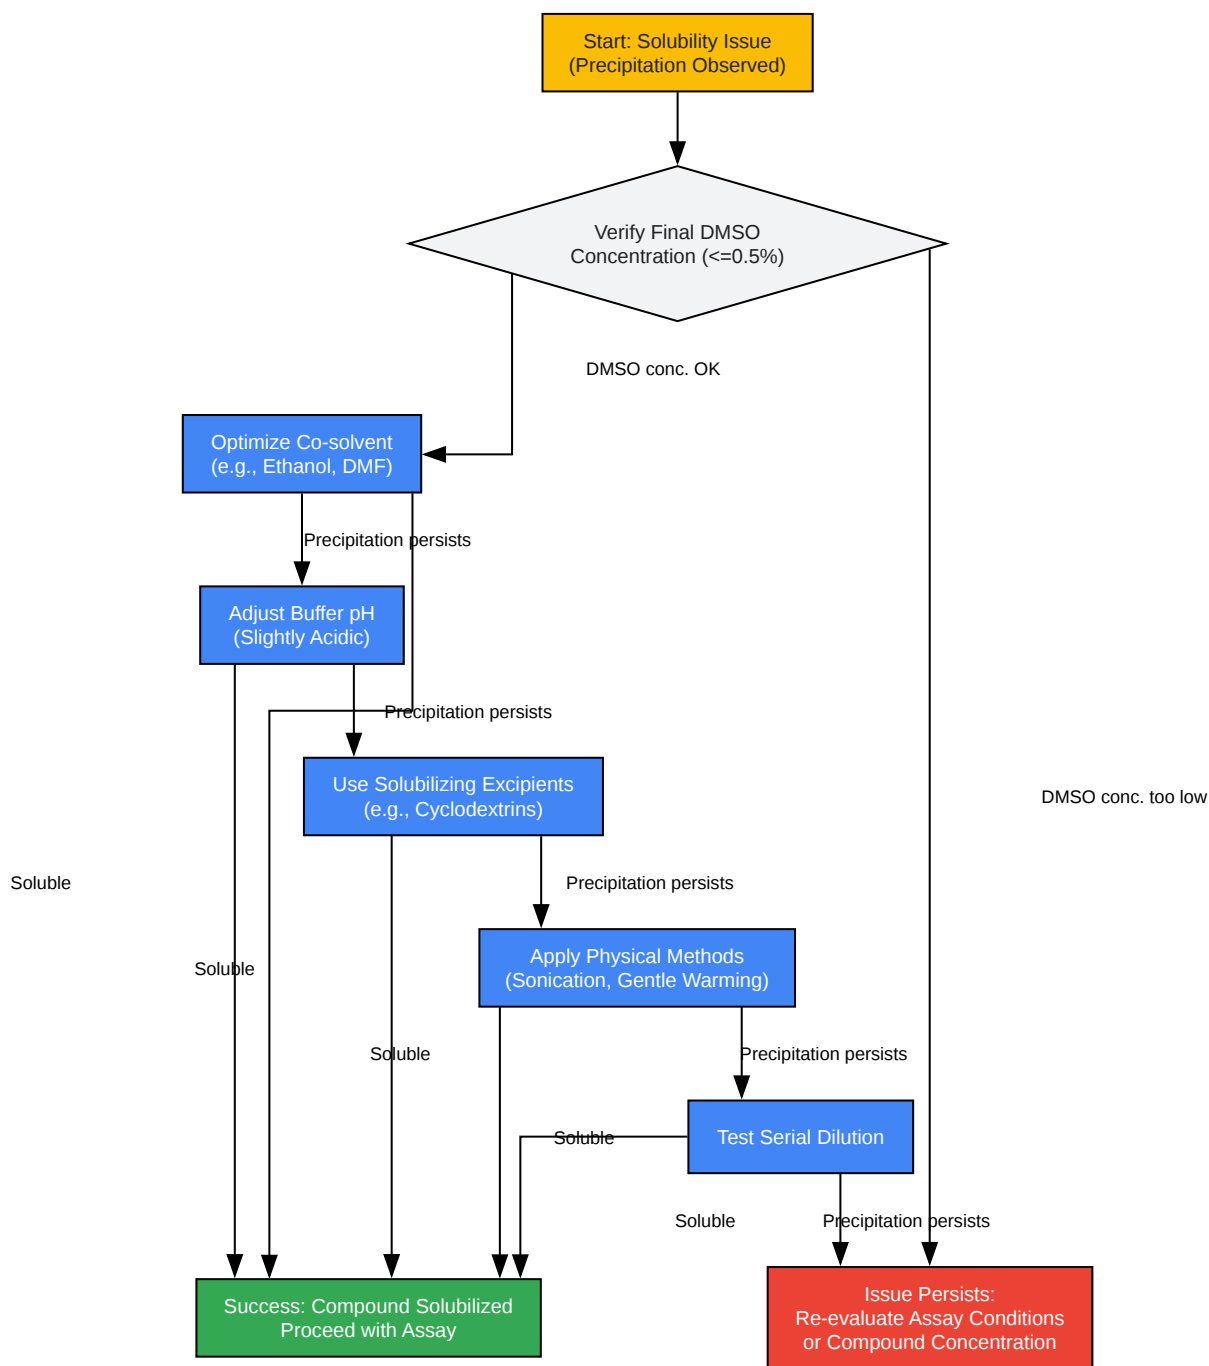 Start: Solubility Issue
(Precipitation Observed)
Verify Final DMSO
Concentration (<=0.5%)
DMSO conc. OK
Optimize Co-solvent
(e.g., Ethanol, DMF)
Precipitation persists
Adjust Buffer pH
(Slightly Acidic)
Precipitation persists
Use Solubilizing Excipients
(e.g., Cyclodextrins)
DMSO conc. too low
Soluble
Precipitation persists
Apply Physical Methods
(Sonication, Gentle Warming)
Soluble
Soluble
Precipitation persists
Test Serial Dilution
Soluble
Soluble
Precipitation persists
Success: Compound Solubilized
Proceed with Assay
Issue Persists:
Re-evaluate Assay Conditions
or Compound Concentration